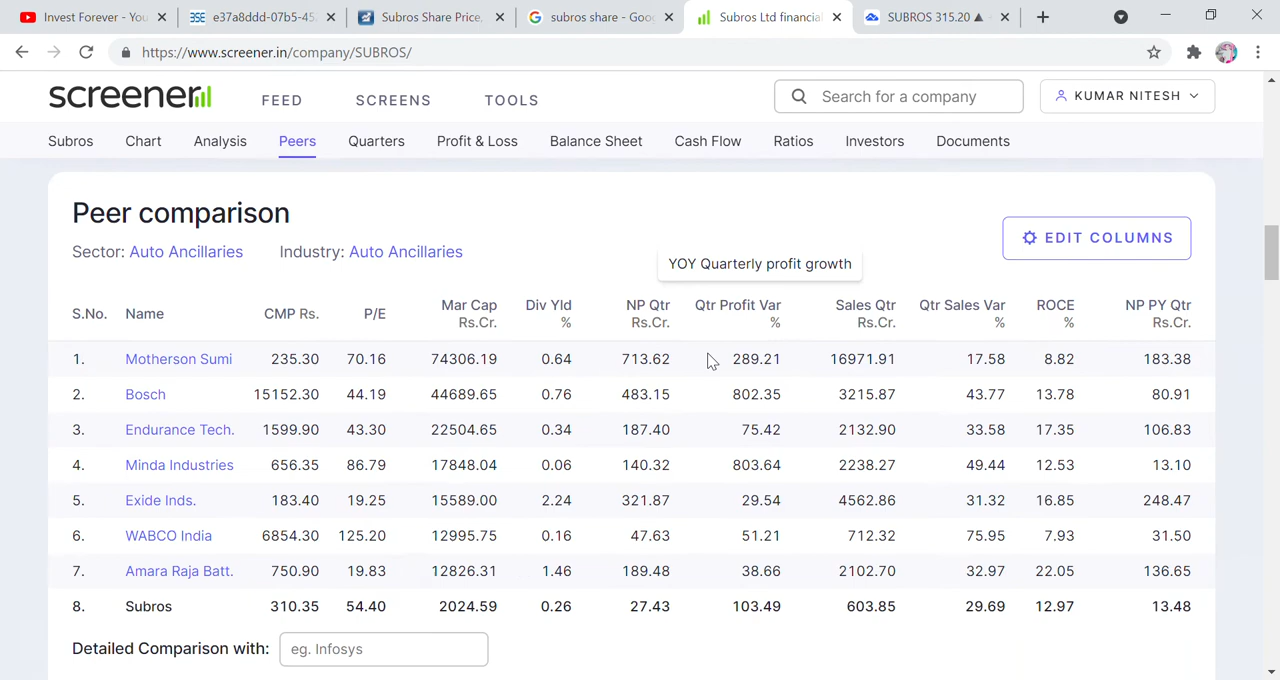 Invest Forever - You
e37a8ddd-07b5-45
Subros Share Price,
subros share - Goo
Subros Ltd financial
SUBROS 315.20 ▲
https://www.screener.in/company/SUBROS/
screener
FEED
SCREENS
TOOLS
Search for a company
KUMAR NITESH
Subros Chart Analysis Peers Quarters Profit & Loss Balance Sheet Cash Flow Ratios Investors Documents
Peer comparison
EDIT COLUMNS
Sector: Auto Ancillaries Industry: Auto Ancillaries
YOY Quarterly profit growth
S.No. Name CMP Rs. P/E Mar Cap Rs.Cr. Div Yld % NP Qtr Rs.Cr. Qtr Profit Var % Sales Qtr Rs.Cr. Qtr Sales Var % ROCE % NP PY Qtr Rs.Cr.
1. Motherson Sumi 235.30 70.16 74306.19 0.64 713.62 289.21 16971.91 17.58 8.82 183.38
2. Bosch 15152.30 44.19 44689.65 0.76 483.15 802.35 3215.87 43.77 13.78 80.91
3. Endurance Tech. 1599.90 43.30 22504.65 0.34 187.40 75.42 2132.90 33.58 17.35 106.83
4. Minda Industries 656.35 86.79 17848.04 0.06 140.32 803.64 2238.27 49.44 12.53 13.10
5. Exide Inds. 183.40 19.25 15589.00 2.24 321.87 29.54 4562.86 31.32 16.85 248.47
6. WABCO India 6854.30 125.20 12995.75 0.16 47.63 51.21 712.32 75.95 7.93 31.50
7. Amara Raja Batt. 750.90 19.83 12826.31 1.46 189.48 38.66 2102.70 32.97 22.05 136.65
8. Subros 310.35 54.40 2024.59 0.26 27.43 103.49 603.85 29.69 12.97 13.48
Detailed Comparison with: eg. Infosys